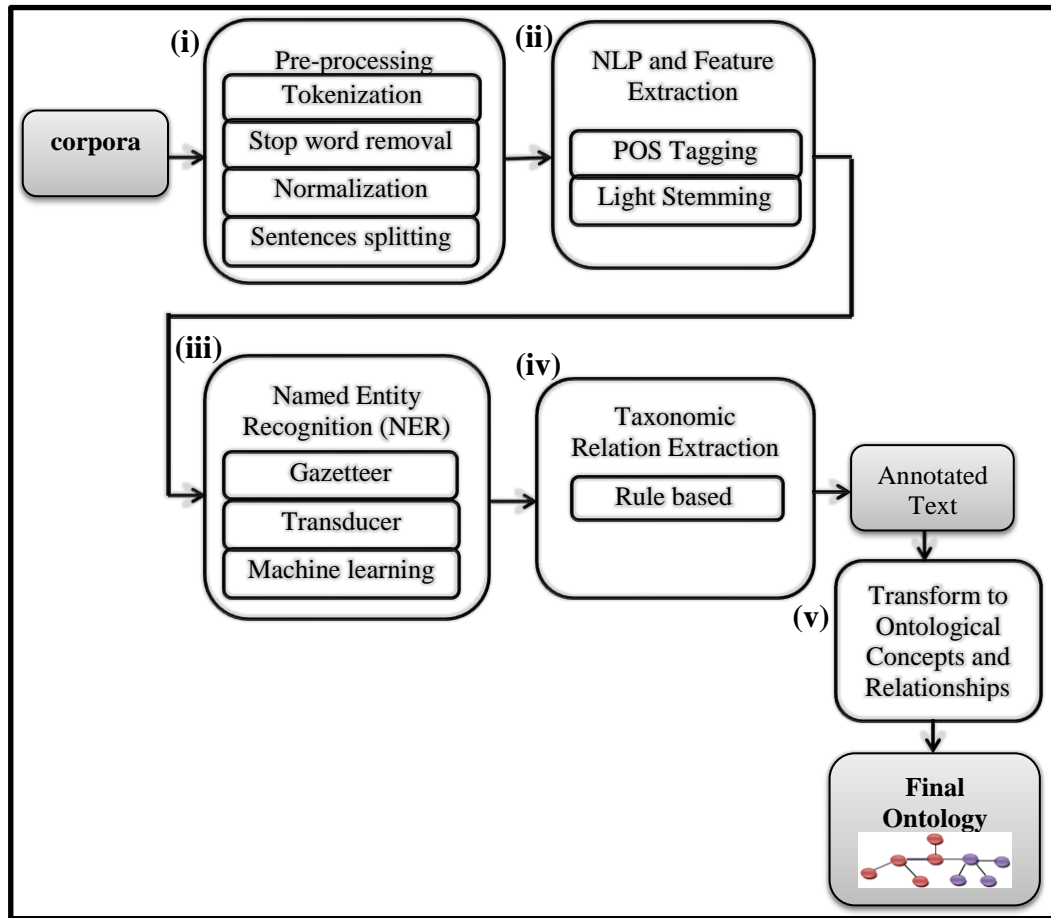 corpora
(i)
Pre-processing
Tokenization
Stop word removal
Normalization
Sentences splitting
(ii)
NLP and Feature
Extraction
POS Tagging
Light Stemming
(iii)
Named Entity
Recognition (NER)
Gazetteer
Transducer
Machine learning
(iv)
Taxonomic
Relation Extraction
Rule based
Annotated
Text
(v)
Transform to
Ontological
Concepts and
Relationships
Final
Ontology